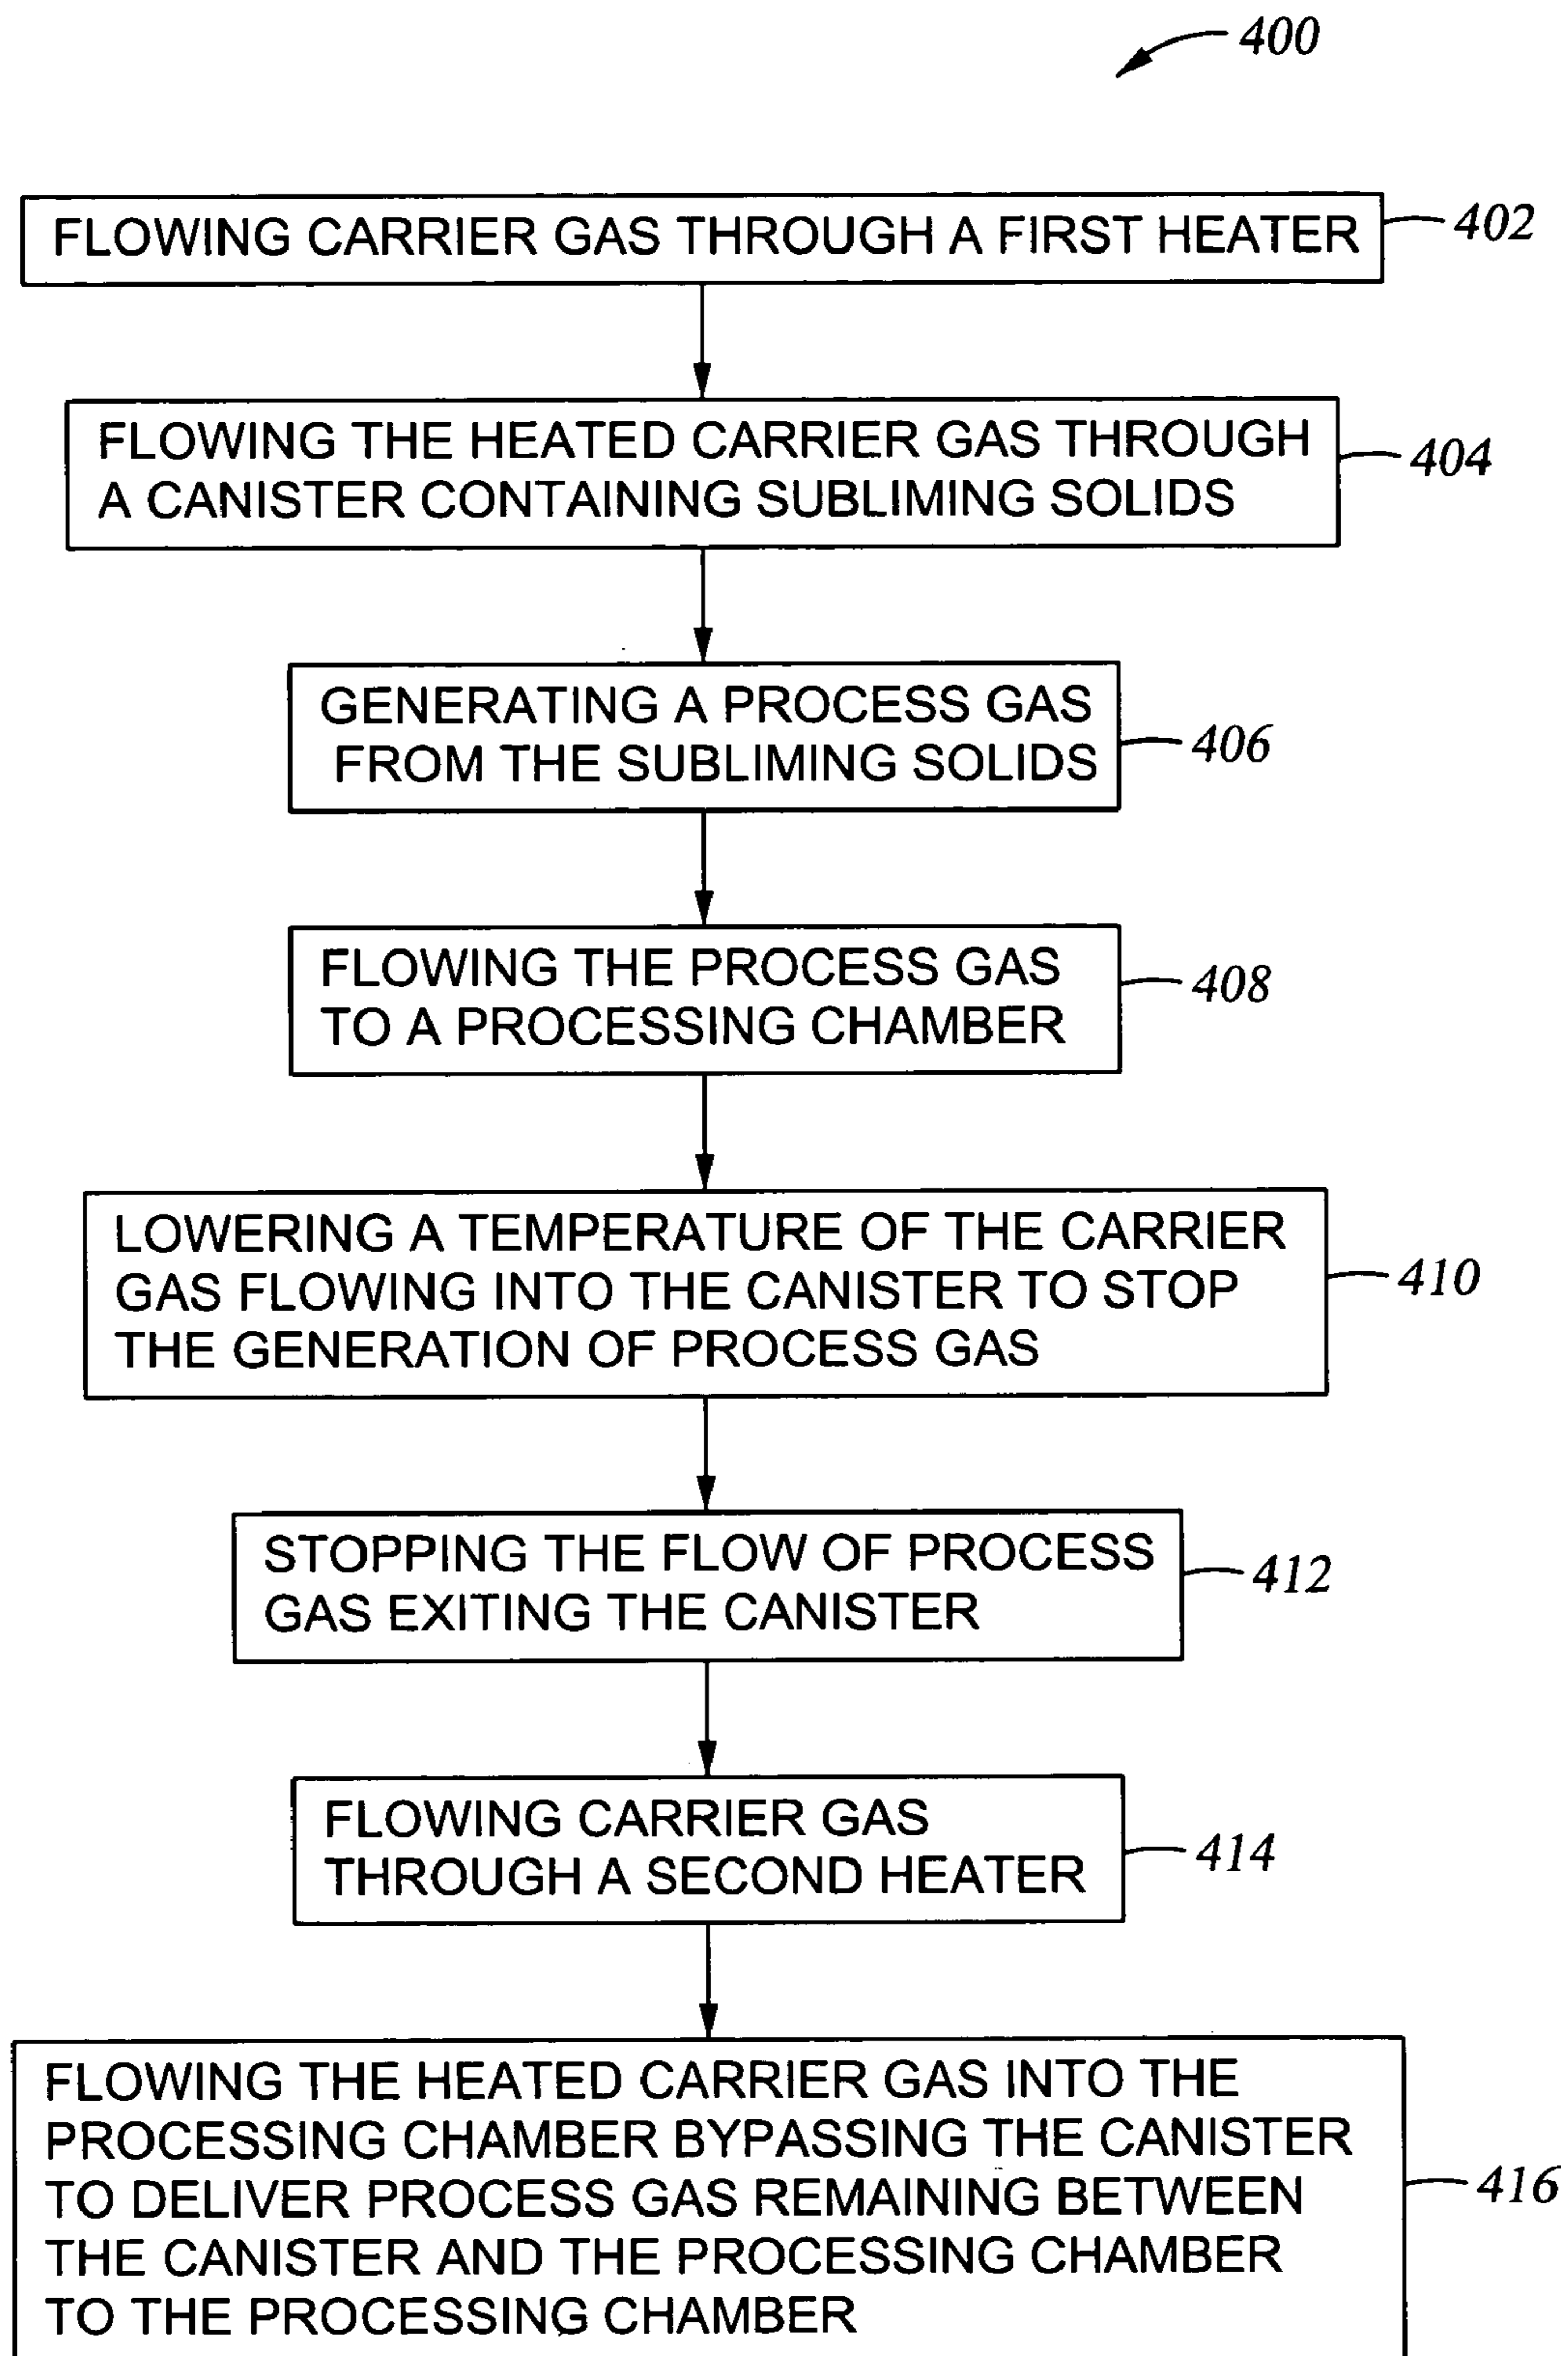 400
FLOWING CARRIER GAS THROUGH A FIRST HEATER
402
FLOWING THE HEATED CARRIER GAS THROUGH
A CANISTER CONTAINING SUBLIMING SOLIDS
404
GENERATING A PROCESS GAS
FROM THE SUBLIMING SOLIDS
406
FLOWING THE PROCESS GAS
TO A PROCESSING CHAMBER
408
LOWERING A TEMPERATURE OF THE CARRIER
GAS FLOWING INTO THE CANISTER TO STOP
THE GENERATION OF PROCESS GAS
410
STOPPING THE FLOW OF PROCESS
GAS EXITING THE CANISTER
412
FLOWING CARRIER GAS
THROUGH A SECOND HEATER
414
FLOWING THE HEATED CARRIER GAS INTO THE
PROCESSING CHAMBER BYPASSING THE CANISTER
TO DELIVER PROCESS GAS REMAINING BETWEEN
THE CANISTER AND THE PROCESSING CHAMBER
TO THE PROCESSING CHAMBER
416